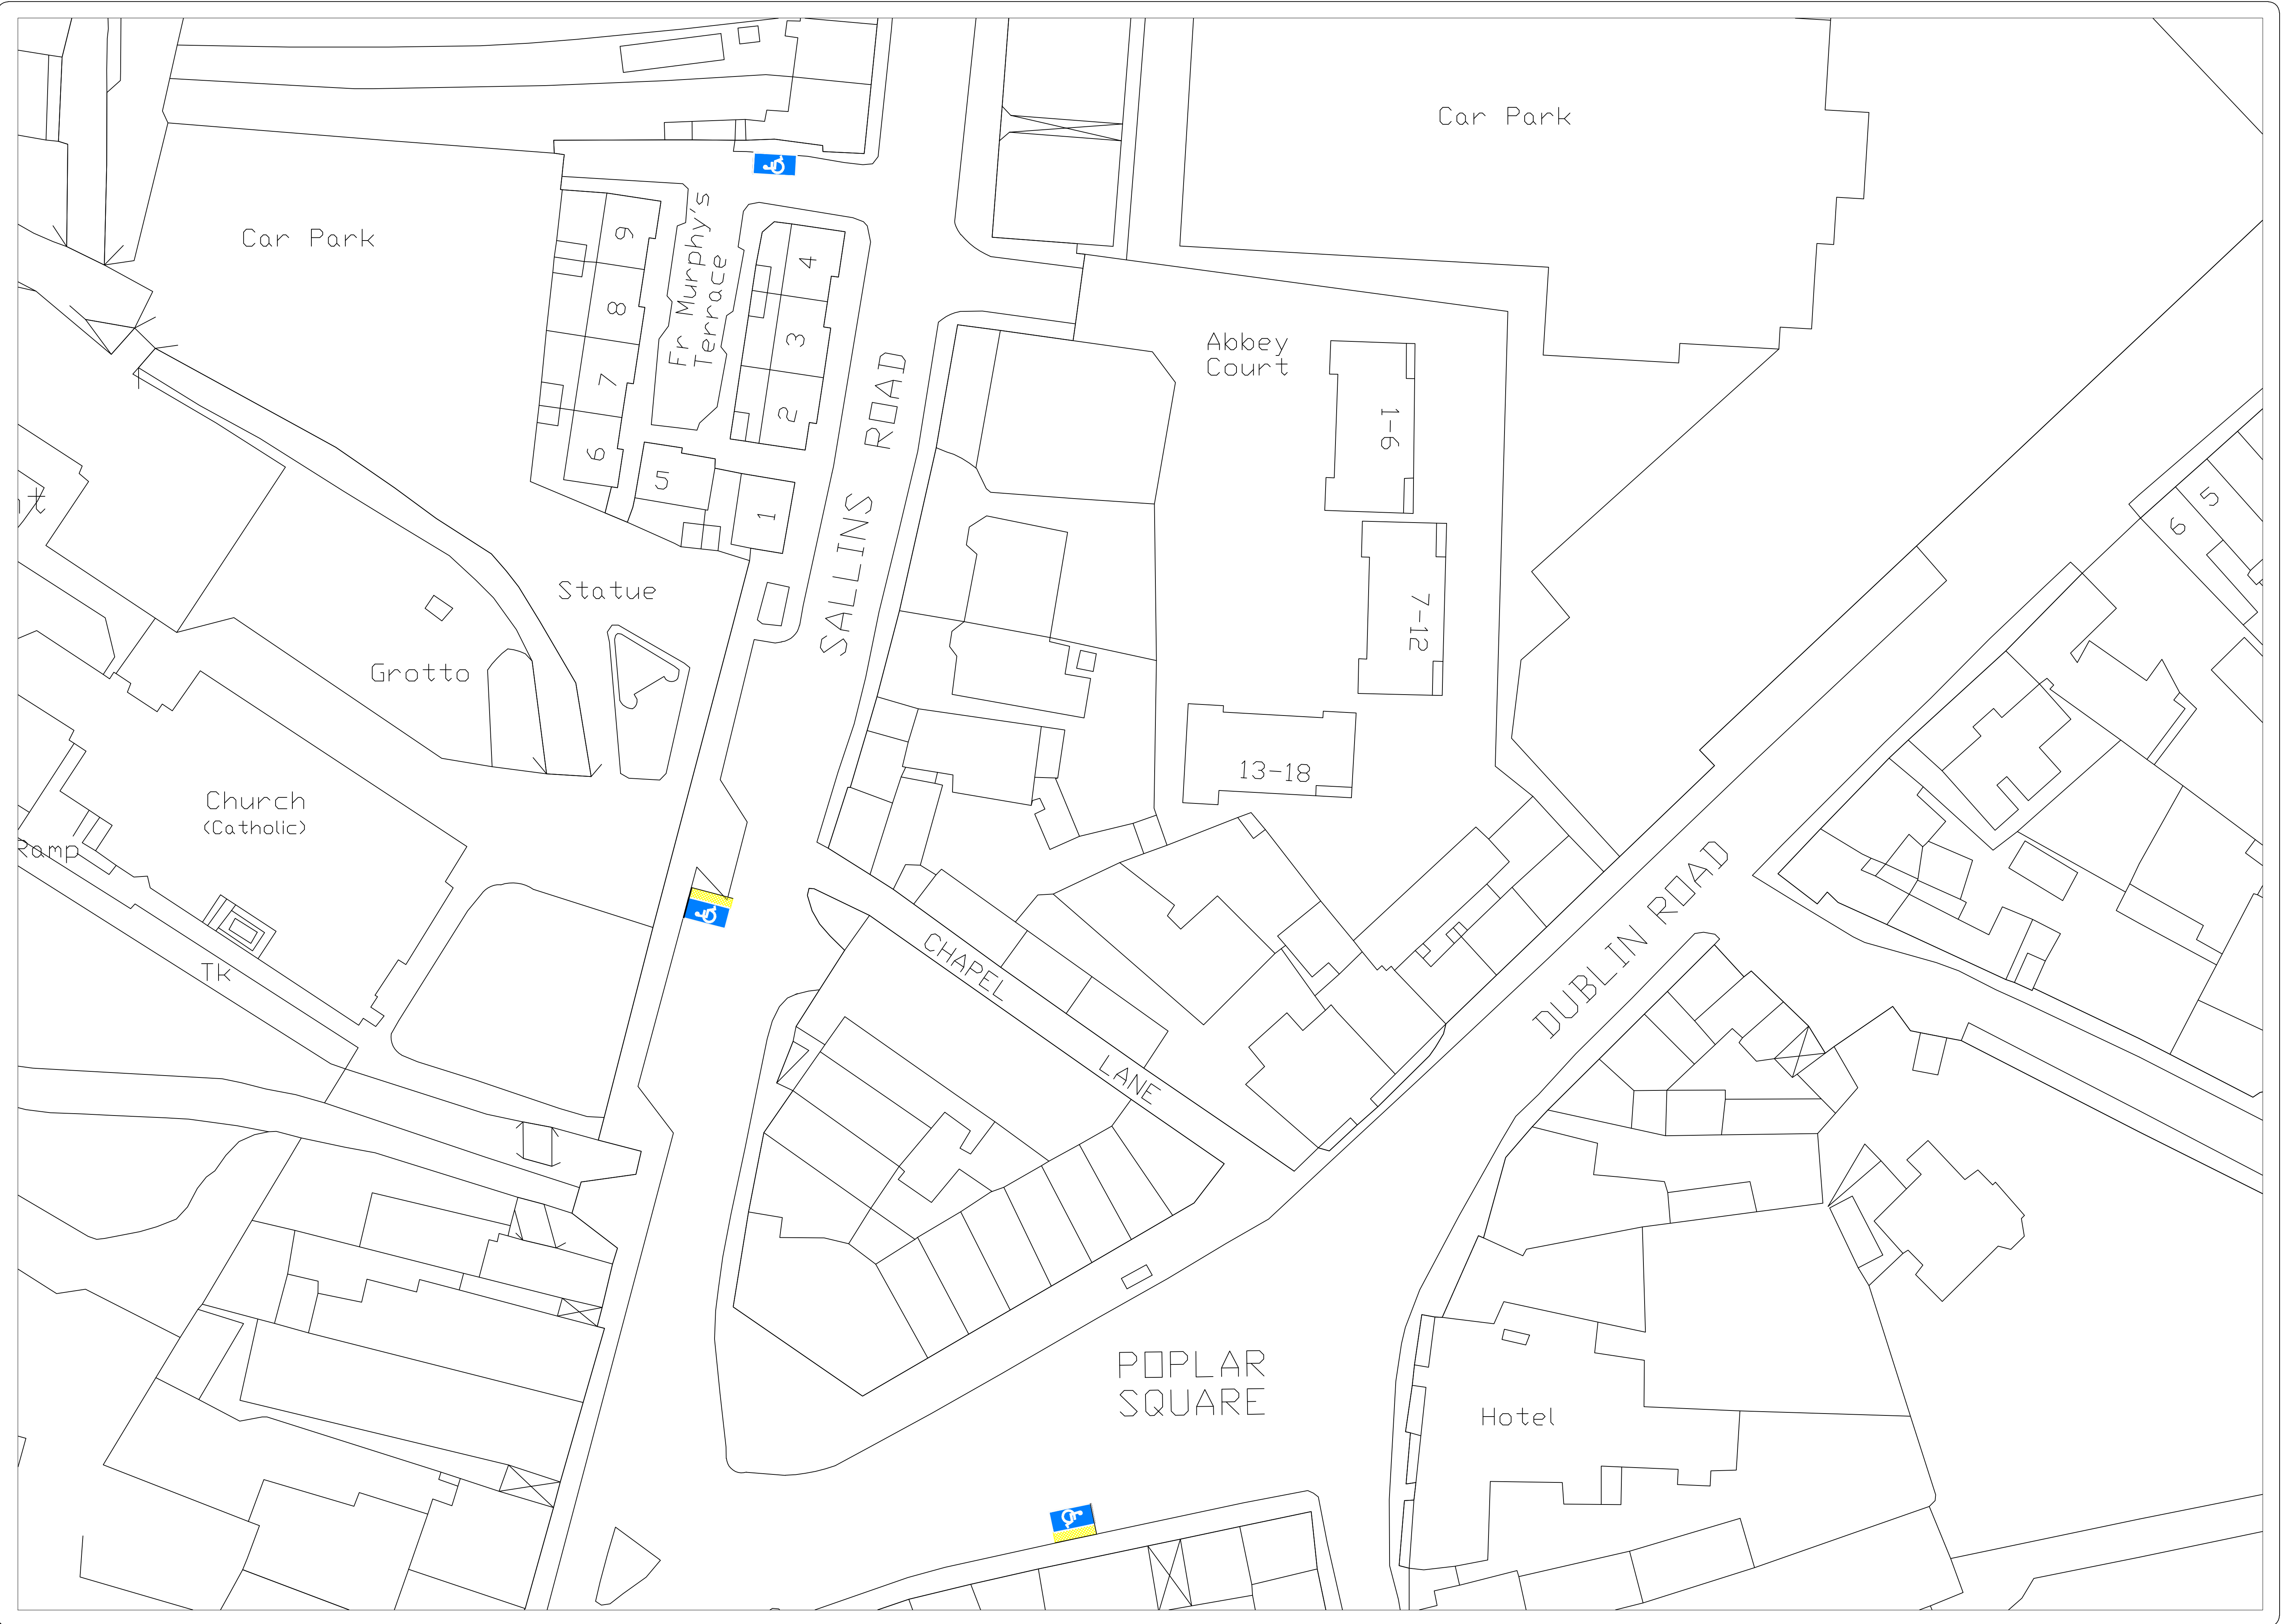 Car Park
Car Park
Fr Murphy's
Terrace
9
8
7
6
5
4
3
2
1
SALLINS ROAD
Abbey
Court
1-6
7-12
13-18
5
6
Statue
Grotto
Church
(Catholic)
Ramp
Tk
CHAPEL LANE
DUBLIN ROAD
POPLAR
SQUARE
Hotel